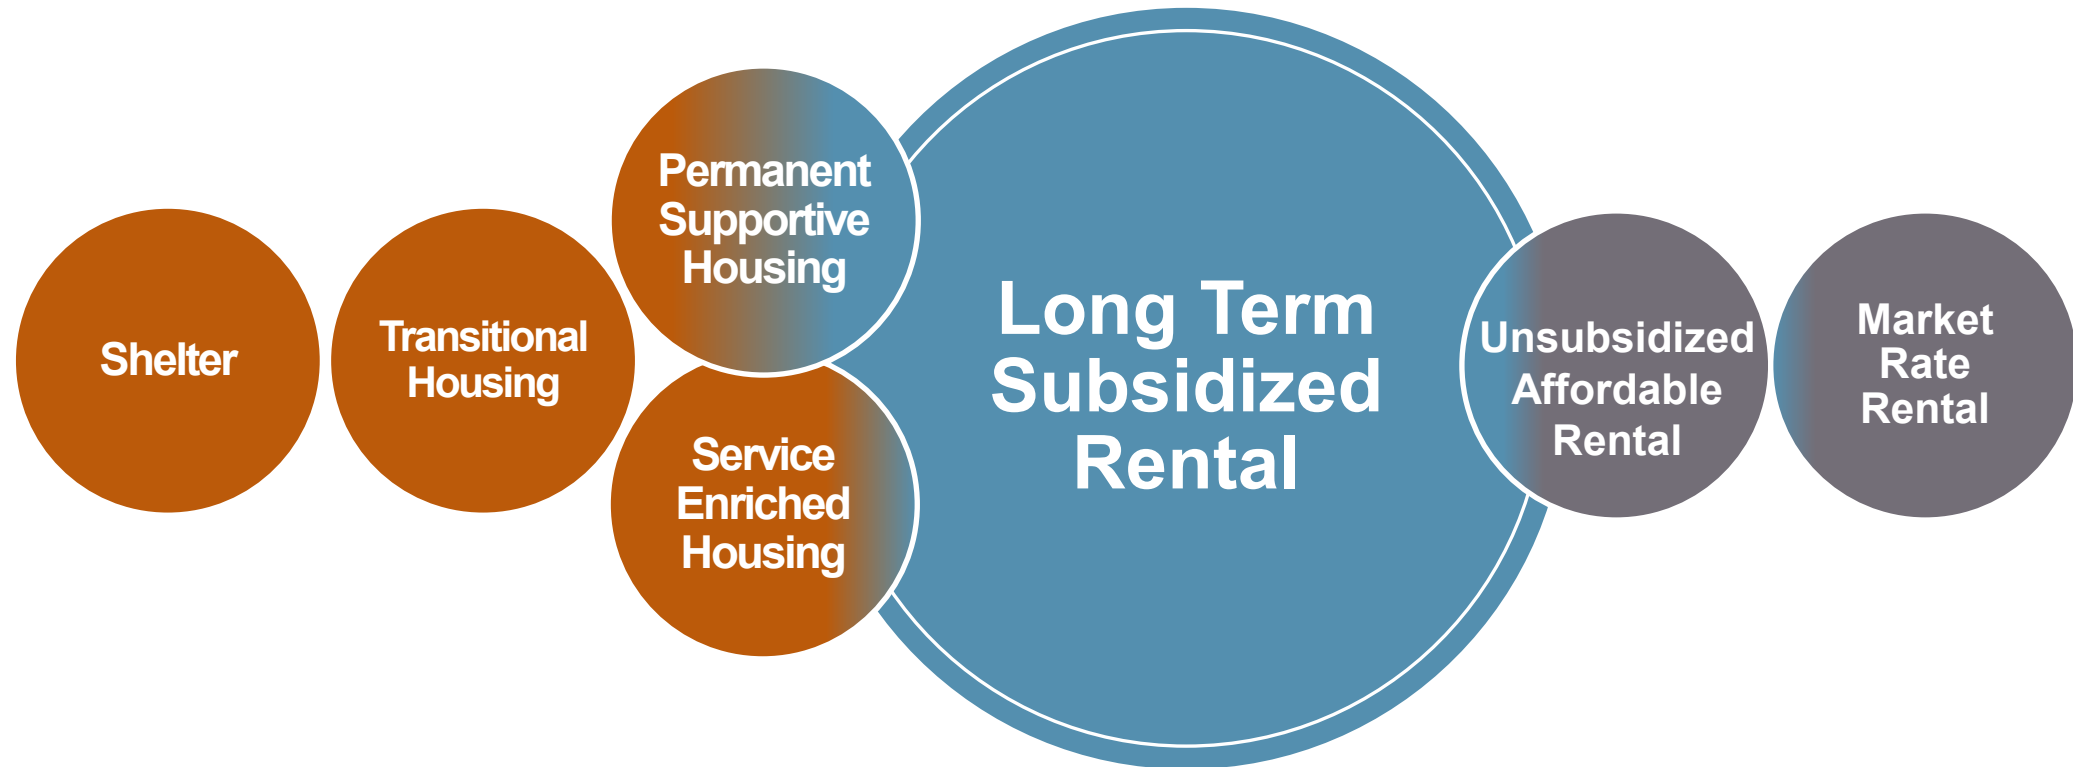 Shelter
Transitional
Housing
Permanent
Supportive
Housing
Service
Enriched
Housing
Long Term
Subsidized
Rental
Unsubsidized
Affordable
Rental
Market
Rate
Rental